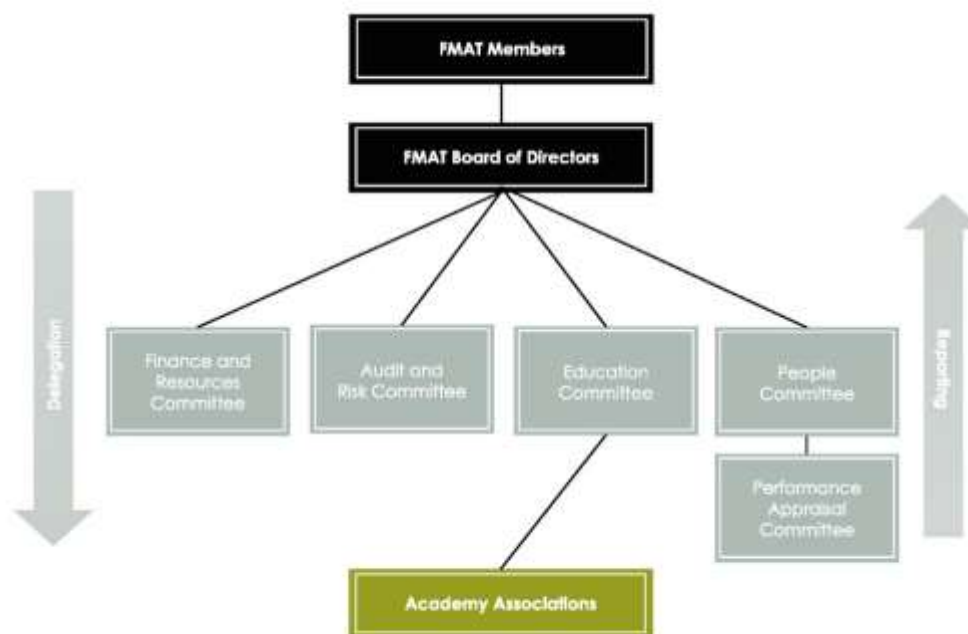 FMAT Members
FMAT Board of Directors
Delegation
Reporting
Finance and
Resources
Committee
Audit and
Risk Committee
Education
Committee
People
Committee
Performance
Appraisal
Committee
Academy Associations